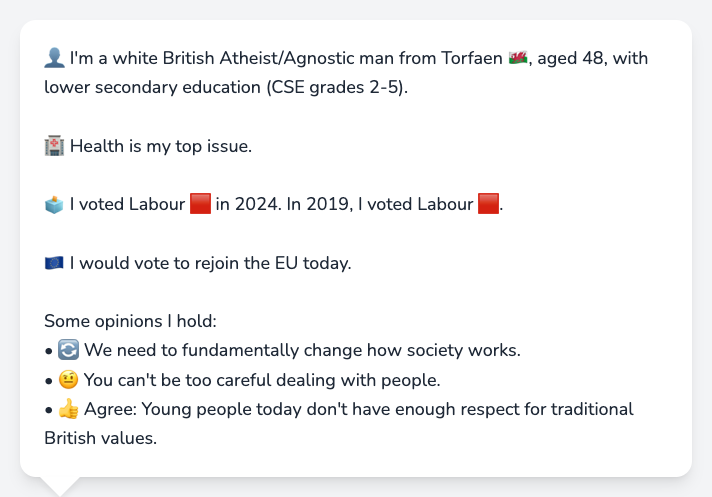 👤 I'm a white British Atheist/Agnostic man from Torfaen 🏴󠁧󠁢󠁷󠁬󠁳󠁿, aged 48, with
lower secondary education (CSE grades 2-5).
🏥 Health is my top issue.
🗳️ I voted Labour 🟥 in 2024. In 2019, I voted Labour 🟥.
🇪🇺 I would vote to rejoin the EU today.
Some opinions I hold:
• 🔄 We need to fundamentally change how society works.
• 🤨 You can't be too careful dealing with people.
• 👍 Agree: Young people today don't have enough respect for traditional
British values.